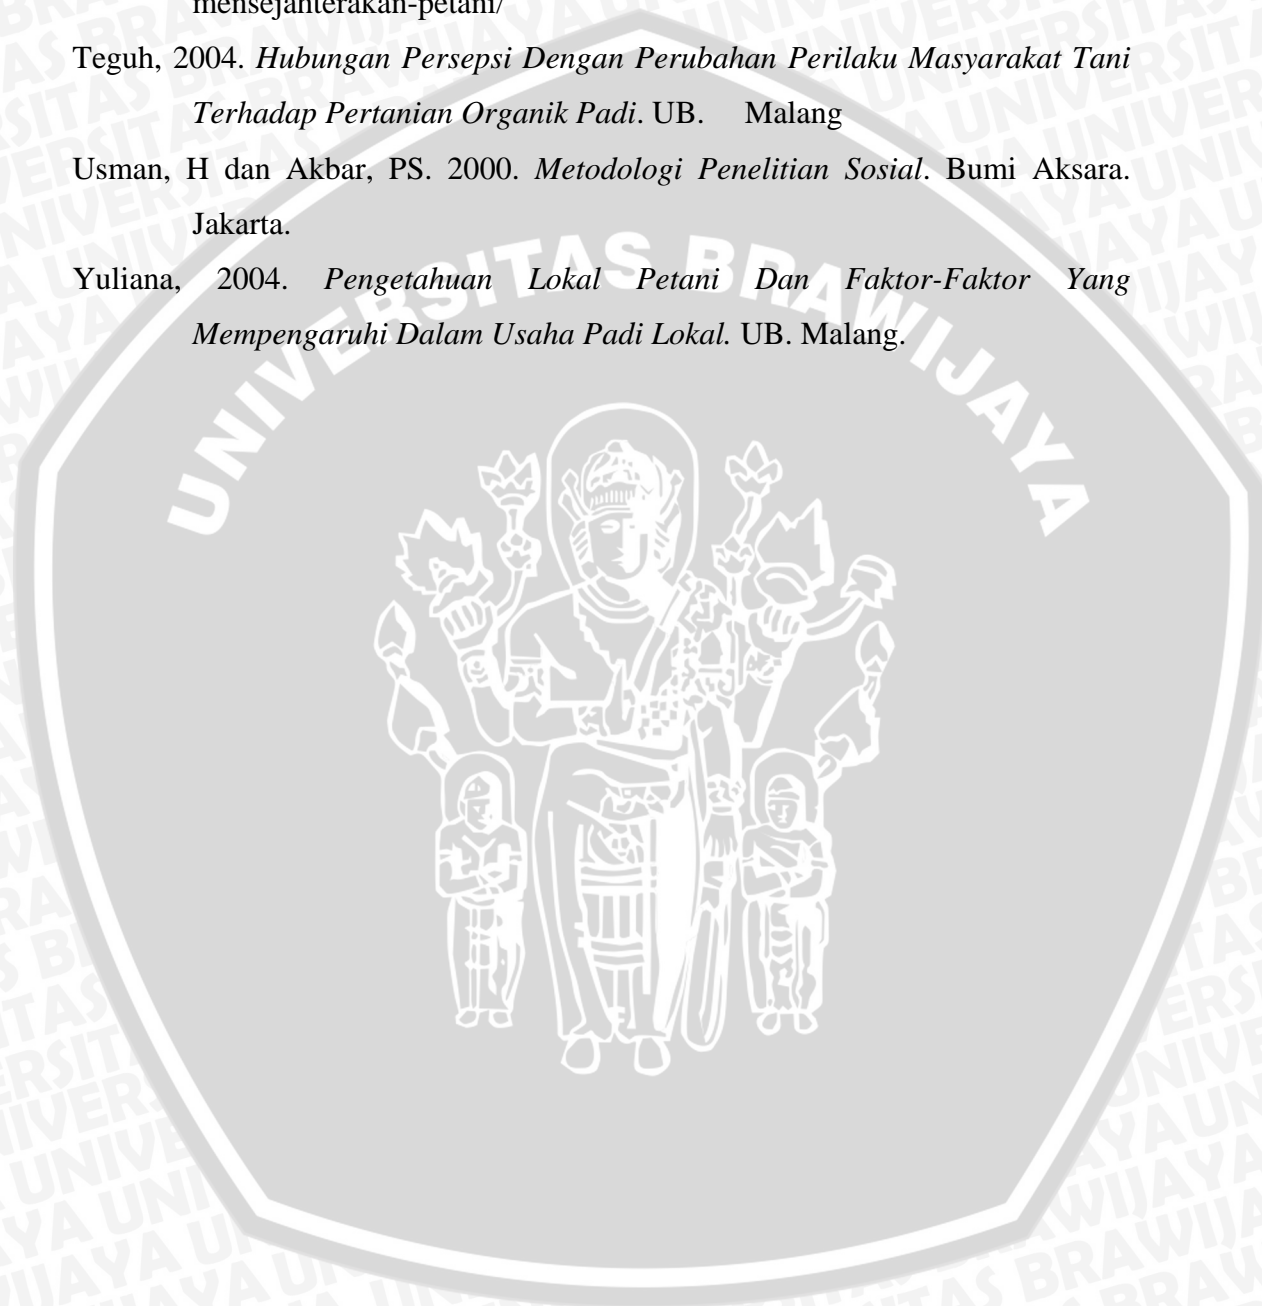 mensejahterakan-petani/
Teguh, 2004. Hubungan Persepsi Dengan Perubahan Perilaku Masyarakat Tani
Terhadap Pertanian Organik Padi. UB. Malang
Usman, H dan Akbar, PS. 2000. Metodologi Penelitian Sosial. Bumi Aksara.
Jakarta.
Yuliana, 2004. Pengetahuan Lokal Petani Dan Faktor-Faktor Yang
Mempengaruhi Dalam Usaha Padi Lokal. UB. Malang.
UNIVERSITAS BRAWIJAYA